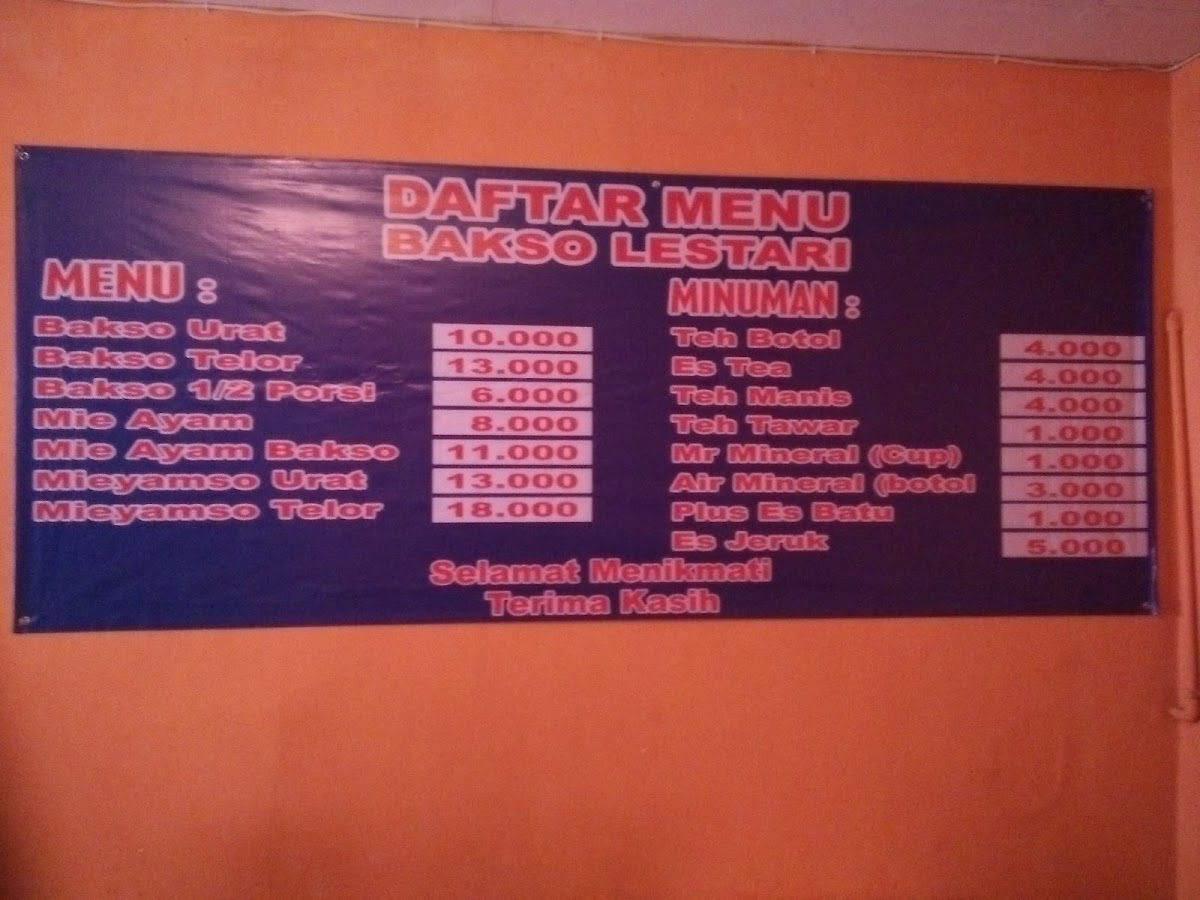 DAFTAR MENU
BAKSO LESTARI
MENU :
Bakso Urat 10.000
Bakso Telor 13.000
Bakso 1/2 Porsi 6.000
Mie Ayam 8.000
Mie Ayam Bakso 11.000
Mieyamso Urat 13.000
Mieyamso Telor 18.000
MINUMAN :
Teh Botol 4.000
Es Tea 4.000
Teh Manis 4.000
Teh Tawar 1.000
Mr Mineral (Cup) 1.000
Air Mineral (botol 3.000
Plus Es Batu 1.000
Es Jeruk 5.000
Selamat Menikmati
Terima Kasih